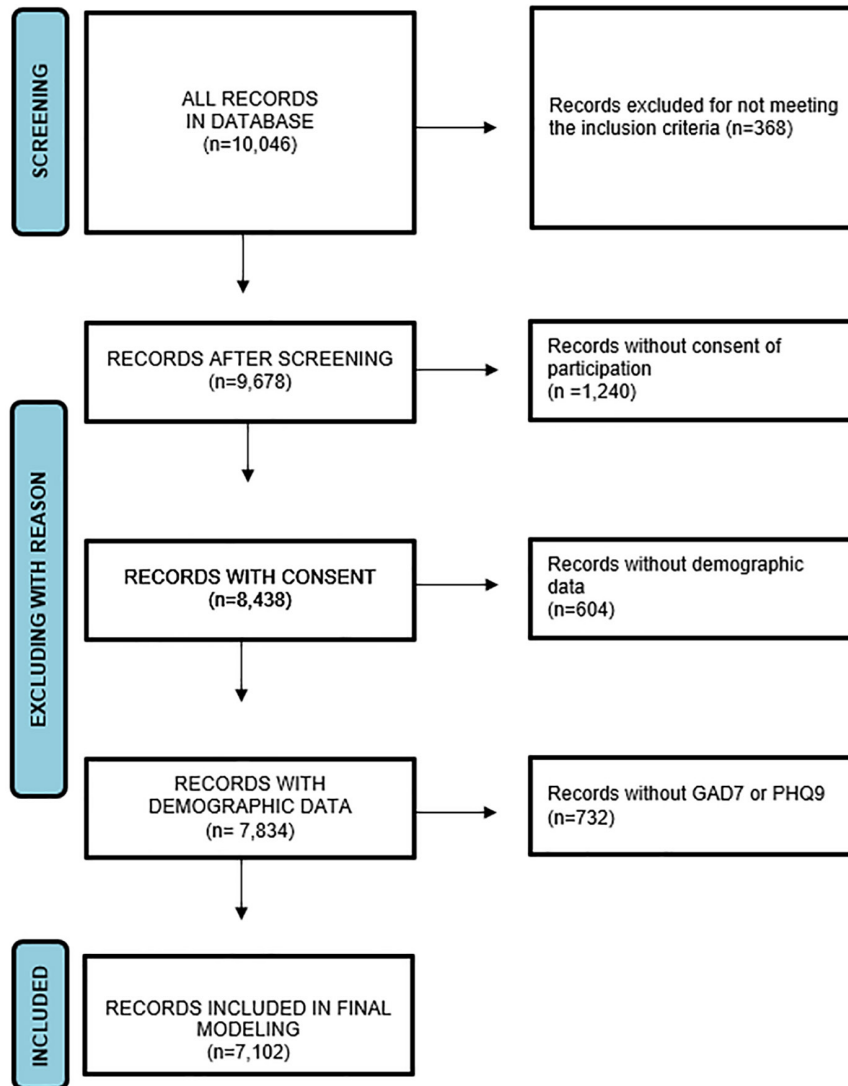 SCREENING
ALL RECORDS
IN DATABASE
(n=10,046)
Records excluded for not meeting
the inclusion criteria (n=368)
RECORDS AFTER SCREENING
(n=9,678)
Records without consent of
participation
(n =1,240)
EXCLUDING WITH REASON
RECORDS WITH CONSENT
(n=8,438)
Records without demographic
data
(n=604)
RECORDS WITH
DEMOGRAPHIC DATA
(n= 7,834)
Records without GAD7 or PHQ9
(n=732)
INCLUDED
RECORDS INCLUDED IN FINAL
MODELING
(n=7,102)